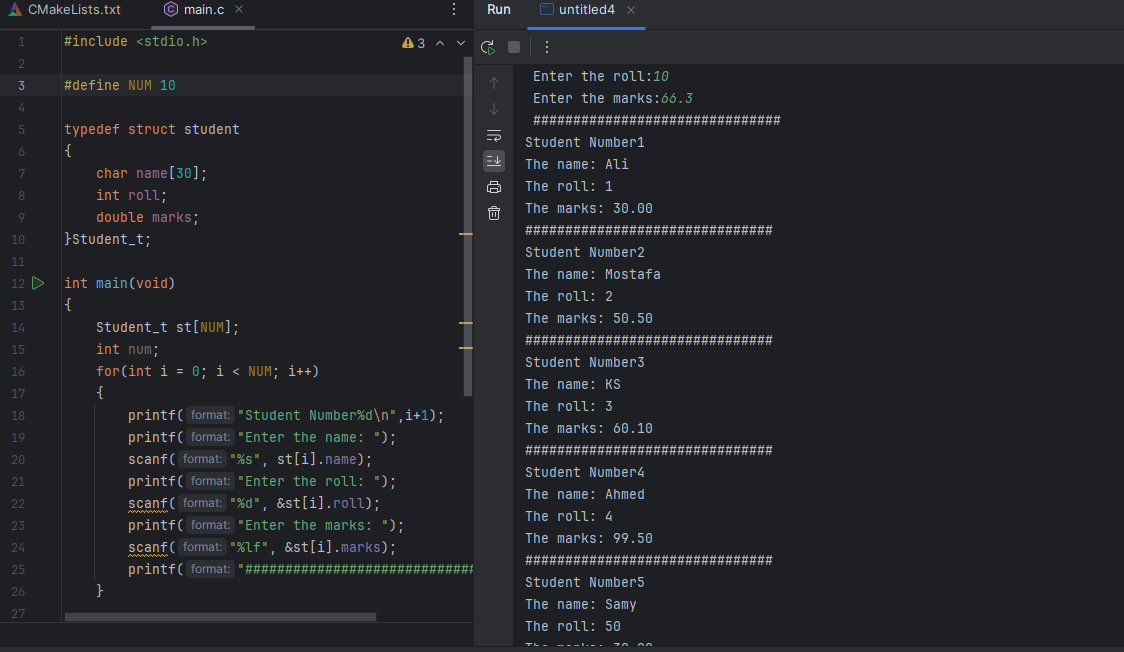 CMakeLists.txt
main.c
Run
untitled4
3
1 #include <stdio.h>
2
3 #define NUM 10
4
5 typedef struct student
6 {
7 char name[30];
8 int roll;
9 double marks;
10 }Student_t;
11
12 int main(void)
13 {
14 Student_t st[NUM];
15 int num;
16 for(int i = 0; i < NUM; i++)
17 {
18 printf( format: "Student Number%d\n",i+1);
19 printf( format: "Enter the name: ");
20 scanf( format: "%s", st[i].name);
21 printf( format: "Enter the roll: ");
22 scanf( format: "%d", &st[i].roll);
23 printf( format: "Enter the marks: ");
24 scanf( format: "%lf", &st[i].marks);
25 printf( format: "#############################
26 }
27
Enter the roll:10
Enter the marks:66.3
###############################
Student Number1
The name: Ali
The roll: 1
The marks: 30.00
###############################
Student Number2
The name: Mostafa
The roll: 2
The marks: 50.50
###############################
Student Number3
The name: KS
The roll: 3
The marks: 60.10
###############################
Student Number4
The name: Ahmed
The roll: 4
The marks: 99.50
###############################
Student Number5
The name: Samy
The roll: 50